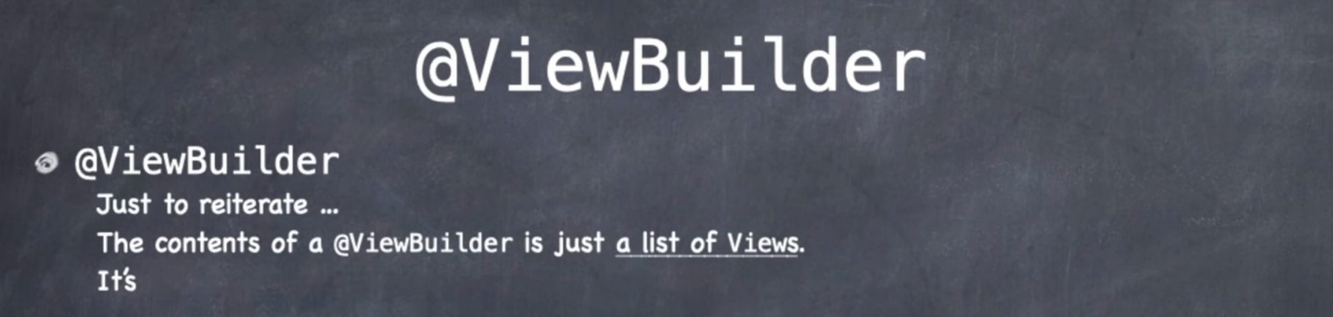 @ViewBuilder
@ViewBuilder
Just to reiterate …
The contents of a @ViewBuilder is just a list of Views.
It’s